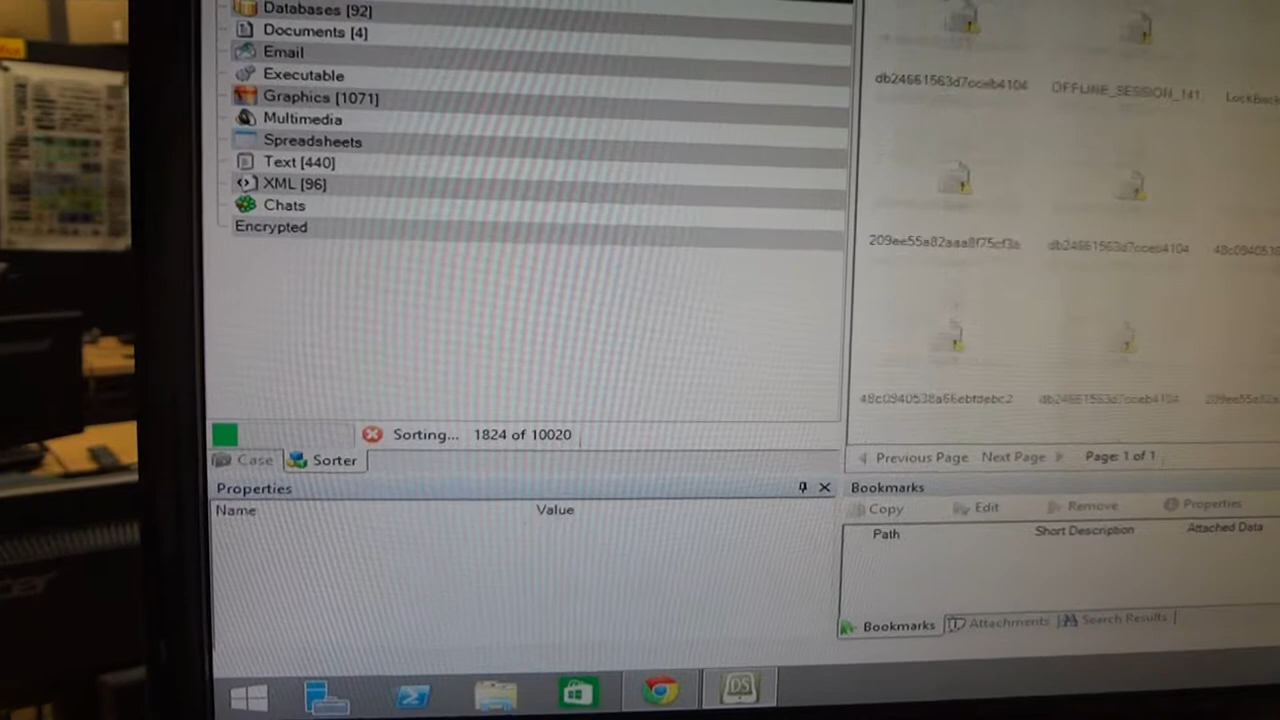 Databases [92]
Documents [4]
Email
Executable
Graphics [1071]
Multimedia
Spreadsheets
Text [440]
XML [96]
Chats
Encrypted
Sorting... 1824 of 10020
Case Sorter
Properties
Name Value
db24661563d7cceb4104 OFFLINE_SESSION_141
209ee55a82aaa8f75cf3a db24661563d7cceb4104
48c0940538a66ebfdebc2 db24661563d7cceb4104
Previous Page Next Page Page: 1 of 1
Bookmarks
Copy Edit Remove Properties
Path Short Description Attached Data
Bookmarks Attachments Search Results
DS